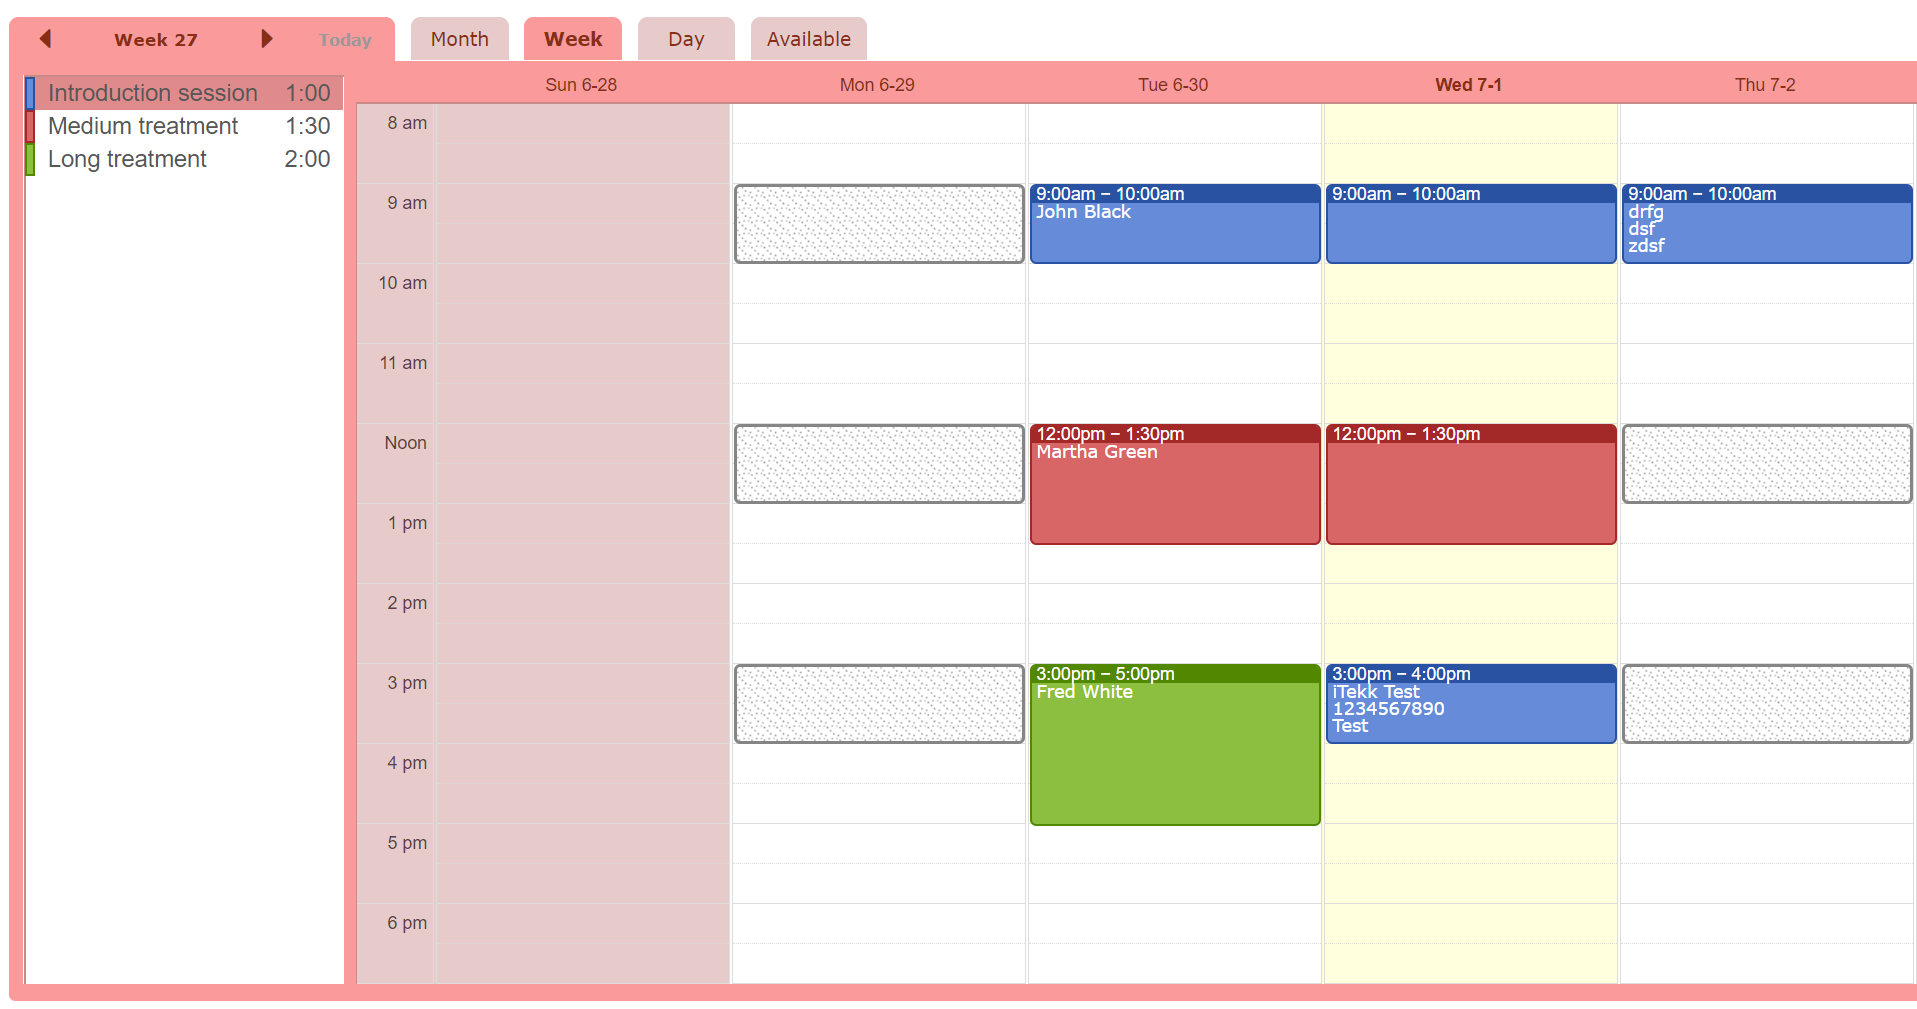 Week 27 Today Month Week Day Available
Introduction session 1:00
Medium treatment 1:30
Long treatment 2:00
Sun 6-28 Mon 6-29 Tue 6-30 Wed 7-1 Thu 7-2
8 am
9 am
10 am
11 am
Noon
1 pm
2 pm
3 pm
4 pm
5 pm
6 pm
9:00am – 10:00am
John Black
12:00pm – 1:30pm
Martha Green
3:00pm – 5:00pm
Fred White
9:00am – 10:00am
12:00pm – 1:30pm
3:00pm – 4:00pm
iTekk Test
1234567890
Test
9:00am – 10:00am
drfg
dsf
zdsf